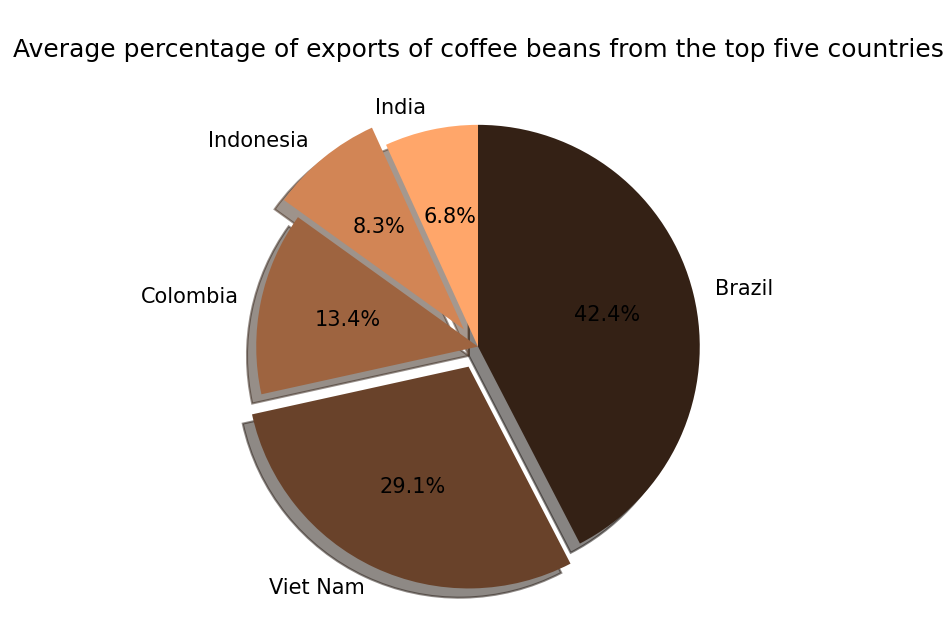 Average percentage of exports of coffee beans from the top five countries
India
Indonesia
6.8%
8.3%
Brazil
Colombia
42.4%
13.4%
29.1%
Viet Nam